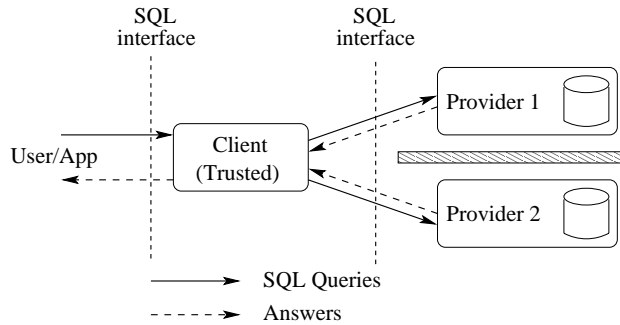 SQL
interface
SQL
interface
Provider 1
User/App
Client
(Trusted)
Provider 2
SQL Queries
Answers